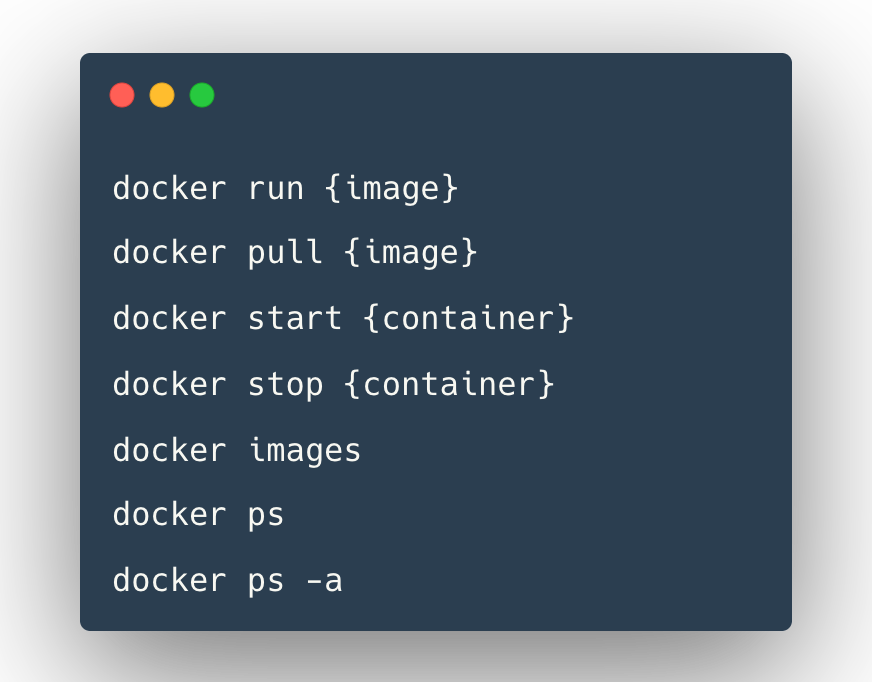 docker run {image}
docker pull {image}
docker start {container}
docker stop {container}
docker images
docker ps
docker ps -a